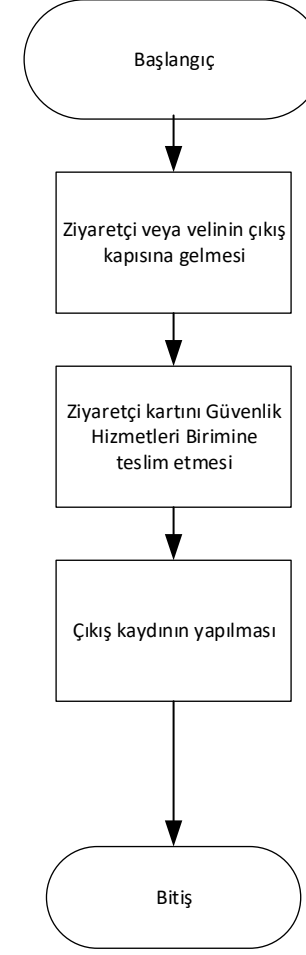 Başlangıç
Ziyaretçi veya velinin çıkış
kapısına gelmesi
Ziyaretçi kartını Güvenlik
Hizmetleri Birimine
teslim etmesi
Çıkış kaydının yapılması
Bitiş